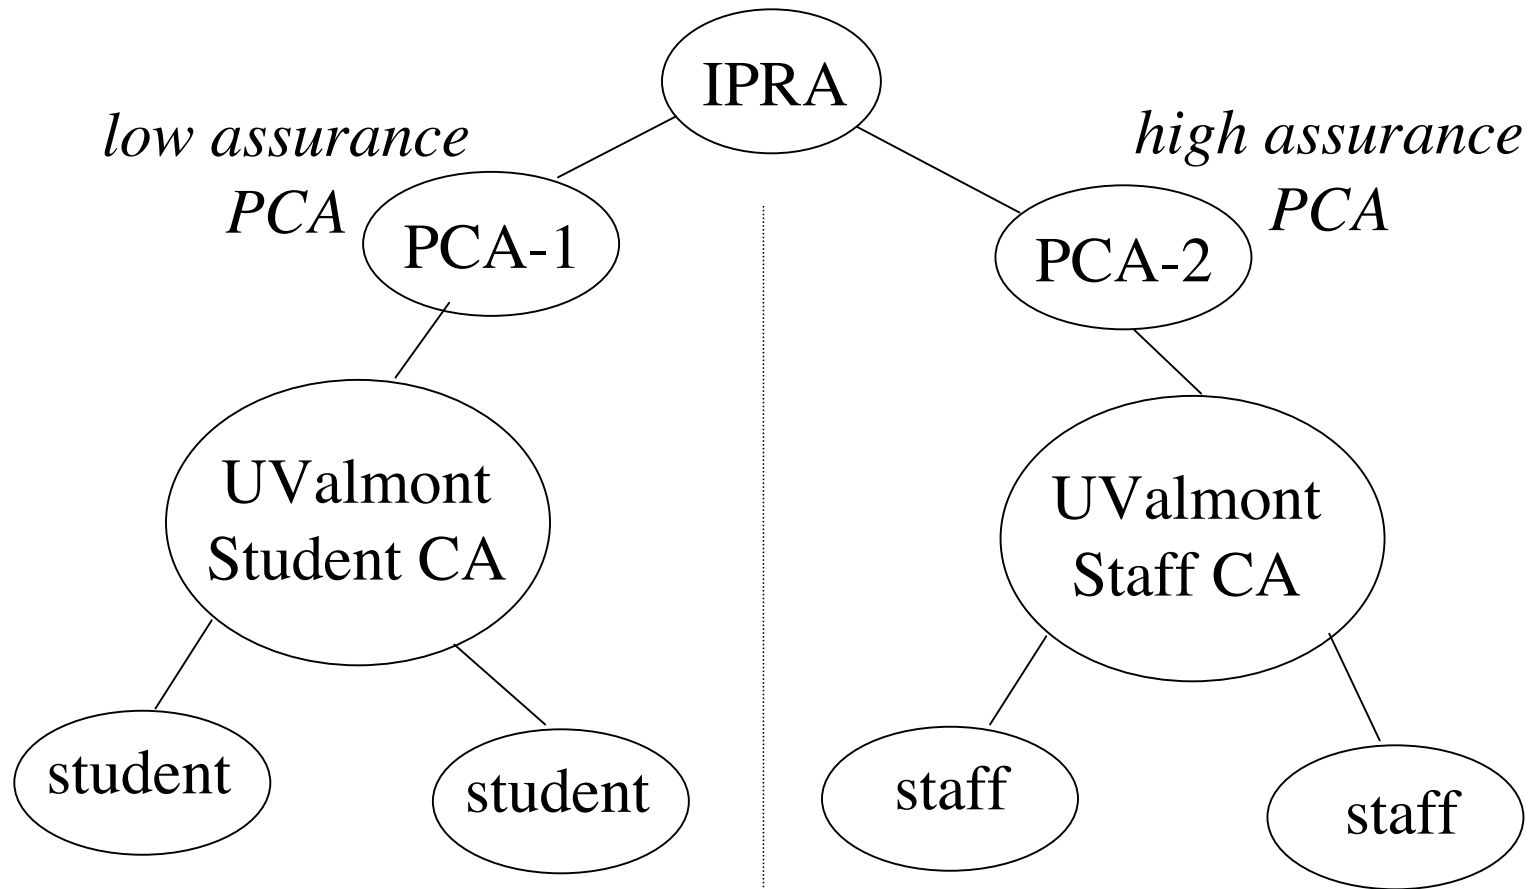 IPRA
low assurance
PCA
PCA-1
high assurance
PCA
PCA-2
UValmont
Student CA
UValmont
Staff CA
student
student
staff
staff